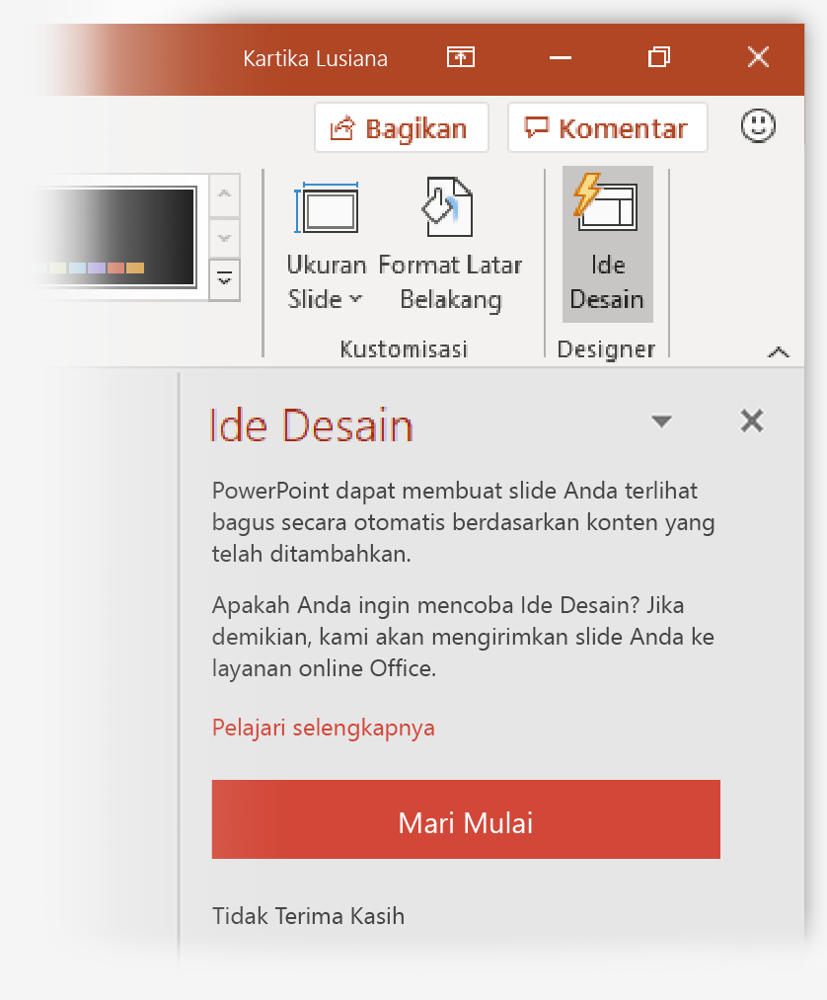 Kartika Lusiana
Bagikan
Komentar
Ukuran
Slide
Format Latar
Belakang
Ide
Desain
Kustomisasi
Designer
Ide Desain
PowerPoint dapat membuat slide Anda terlihat
bagus secara otomatis berdasarkan konten yang
telah ditambahkan.
Apakah Anda ingin mencoba Ide Desain? Jika
demikian, kami akan mengirimkan slide Anda ke
layanan online Office.
Pelajari selengkapnya
Mari Mulai
Tidak Terima Kasih